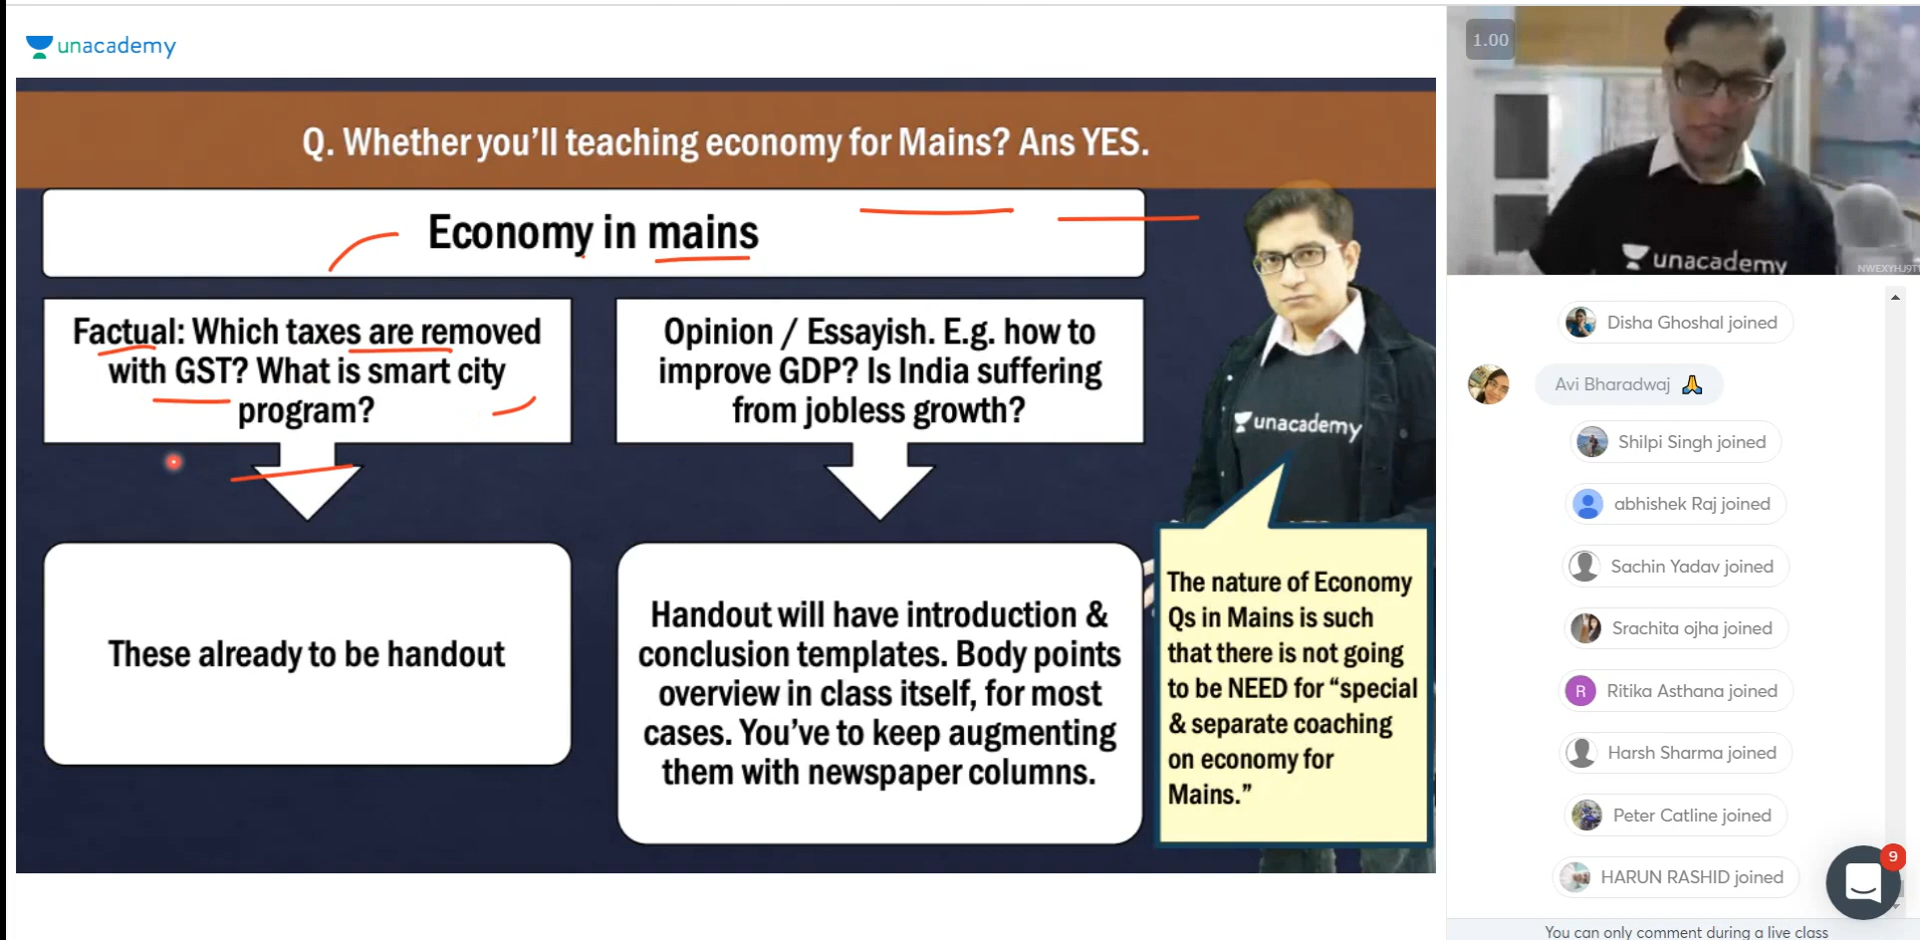 unacademy
Q. Whether you'll teaching economy for Mains? Ans YES.
Economy in mains
Factual: Which taxes are removed
with GST? What is smart city
program?
Opinion / Essayish. E.g. how to
improve GDP? Is India suffering
from jobless growth?
These already to be handout
Handout will have introduction &
conclusion templates. Body points
overview in class itself, for most
cases. You've to keep augmenting
them with newspaper columns.
unacademy
The nature of Economy
Qs in Mains is such
that there is not going
to be NEED for “special
& separate coaching
on economy for
Mains.”
1.00
unacademy
Disha Ghoshal joined
Avi Bharadwaj 🙏
Shilpi Singh joined
abhishek Raj joined
Sachin Yadav joined
Srachita ojha joined
R Ritika Asthana joined
Harsh Sharma joined
Peter Catline joined
HARUN RASHID joined
9
You can only comment during a live class